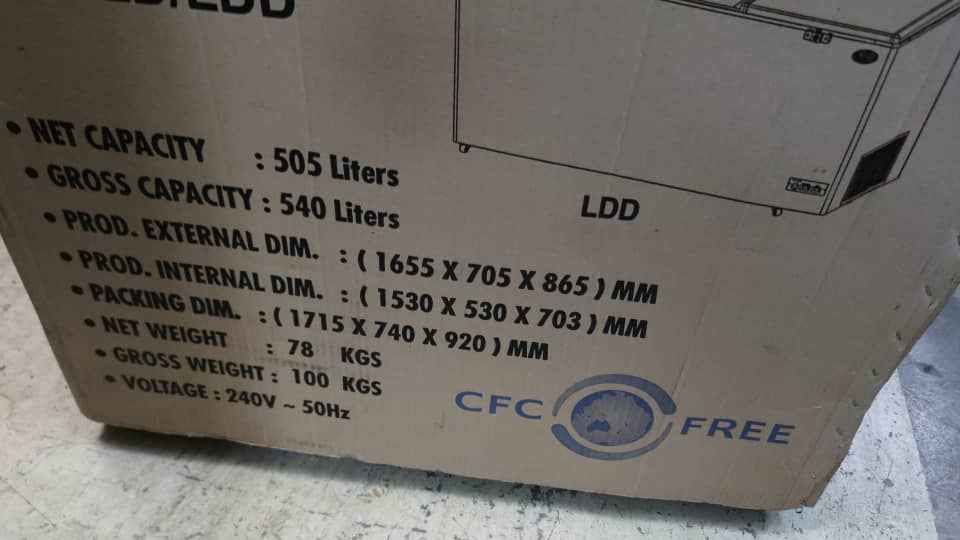 LDD
• NET CAPACITY : 505 Liters
• GROSS CAPACITY : 540 Liters
LDD
• PROD. EXTERNAL DIM. : ( 1655 X 705 X 865 ) MM
• PROD. INTERNAL DIM. : ( 1530 X 530 X 703 ) MM
• PACKING DIM. : ( 1715 X 740 X 920 ) MM
• NET WEIGHT : 78 KGS
• GROSS WEIGHT : 100 KGS
• VOLTAGE : 240V ~ 50Hz
CFC FREE